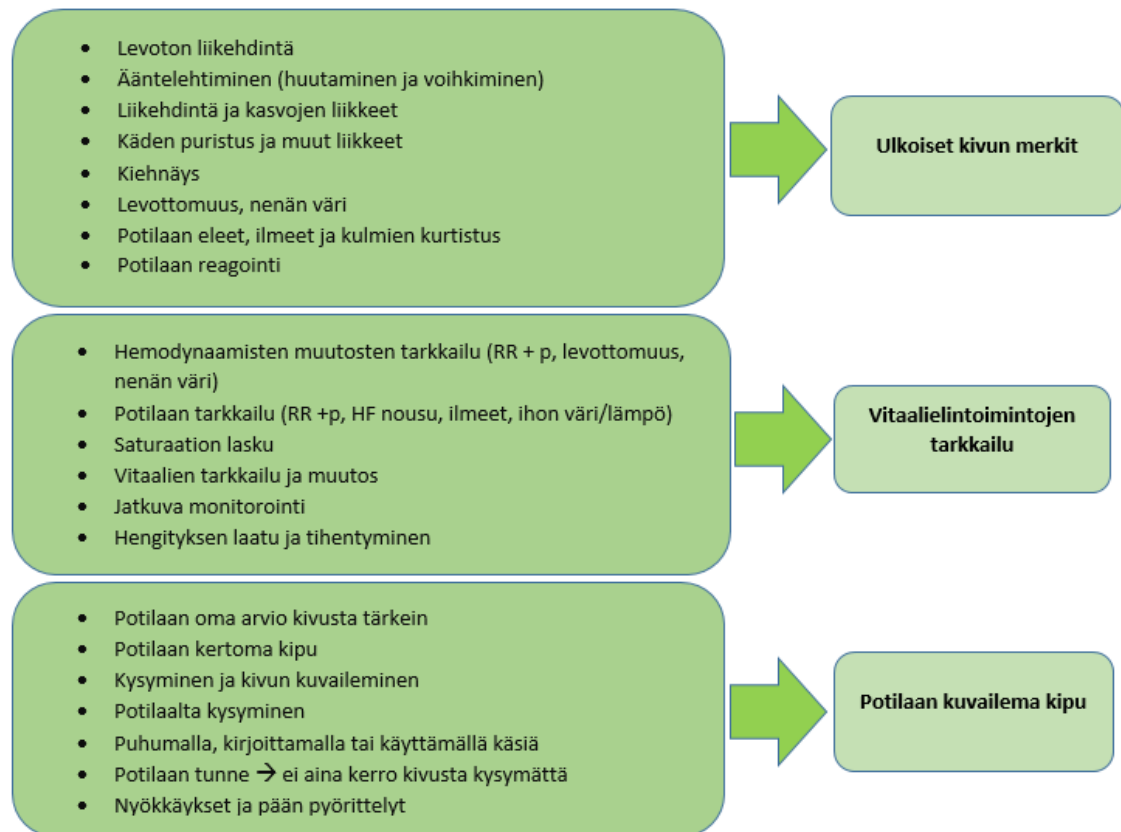 • Levoton liikehdintä
• Ääntelehtiminen (huutaminen ja voihkiminen)
• Liikehdintä ja kasvojen liikkeet
• Käden puristus ja muut liikkeet
• Kiehnäys
• Levottomuus, nenän väri
• Potilaan eleet, ilmeet ja kulmien kurtistus
• Potilaan reagointi
Ulkoiset kivun merkit
• Hemodynaamisten muutosten tarkkailu (RR + p, levottomuus,
nenän väri)
• Potilaan tarkkailu (RR +p, HF nousu, ilmeet, ihon väri/lämpö)
• Saturaation lasku
• Vitaalien tarkkailu ja muutos
• Jatkuva monitorointi
• Hengityksen laatu ja tihentyminen
Vitaalielintoimintojen
tarkkailu
• Potilaan oma arvio kivusta tärkein
• Potilaan kertoma kipu
• Kysyminen ja kivun kuvaileminen
• Potilaalta kysyminen
• Puhumalla, kirjoittamalla tai käyttämällä käsiä
• Potilaan tunne → ei aina kerro kivusta kysymättä
• Nyökkäykset ja pään pyörittelyt
Potilaan kuvailema kipu